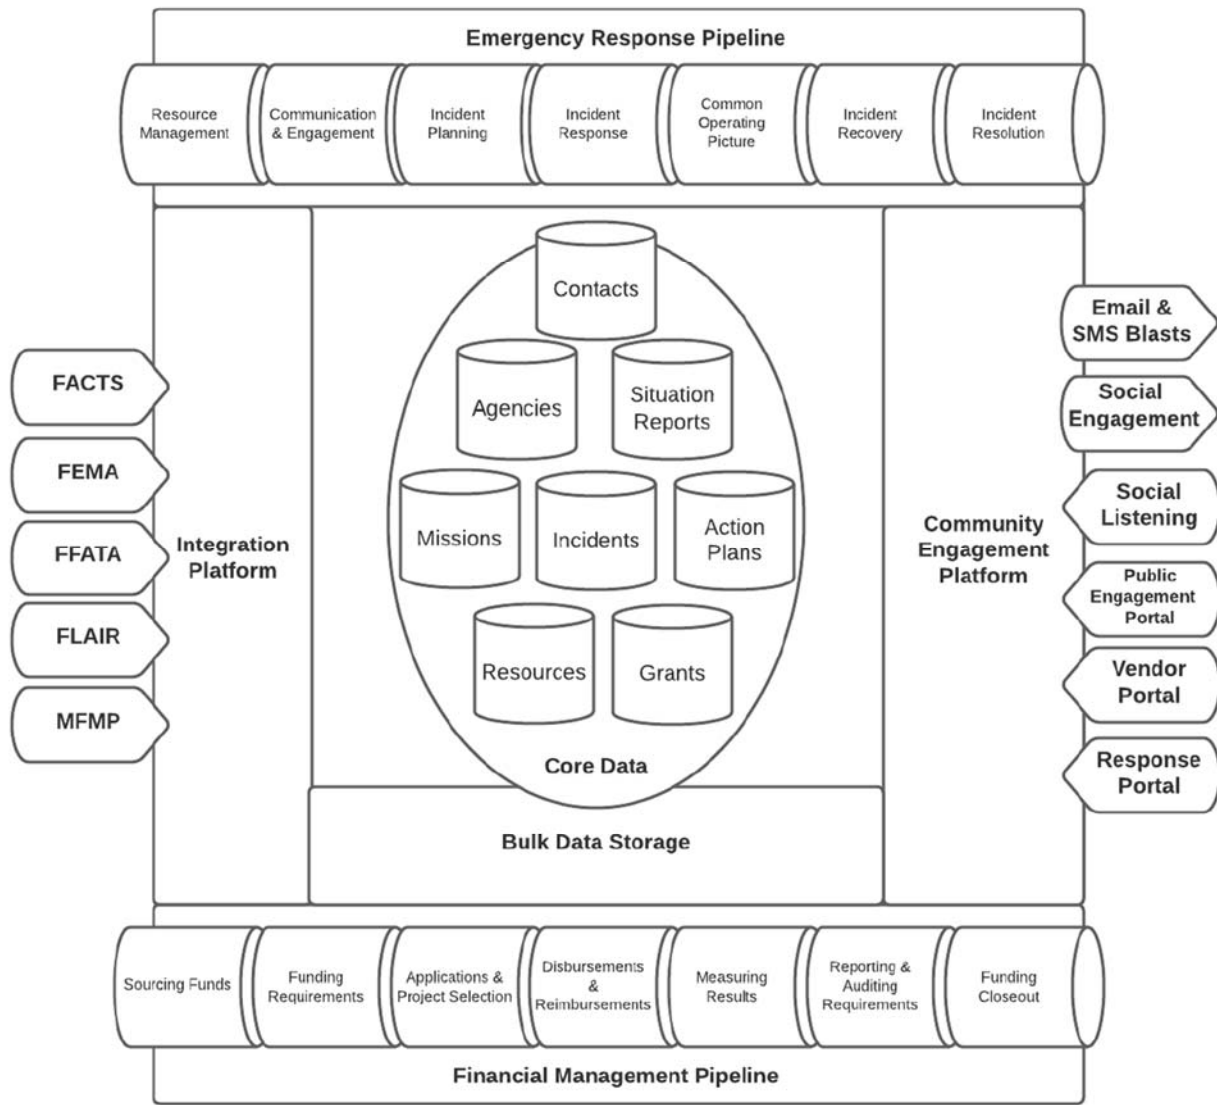 Emergency Response Pipeline
Resource
Management
Communication
& Engagement
Incident
Planning
Incident
Response
Common
Operating
Picture
Incident
Recovery
Incident
Resolution
FACTS
FEMA
FFATA
FLAIR
MFMP
Integration
Platform
Contacts
Agencies
Situation
Reports
Missions
Incidents
Action
Plans
Resources
Grants
Core Data
Bulk Data Storage
Community
Engagement
Platform
Email &
SMS Blasts
Social
Engagement
Social
Listening
Public
Engagement
Portal
Vendor
Portal
Response
Portal
Sourcing Funds
Funding
Requirements
Applications &
Project Selection
Disbursements
&
Reimbursements
Measuring
Results
Reporting &
Auditing
Requirements
Funding
Closeout
Financial Management Pipeline